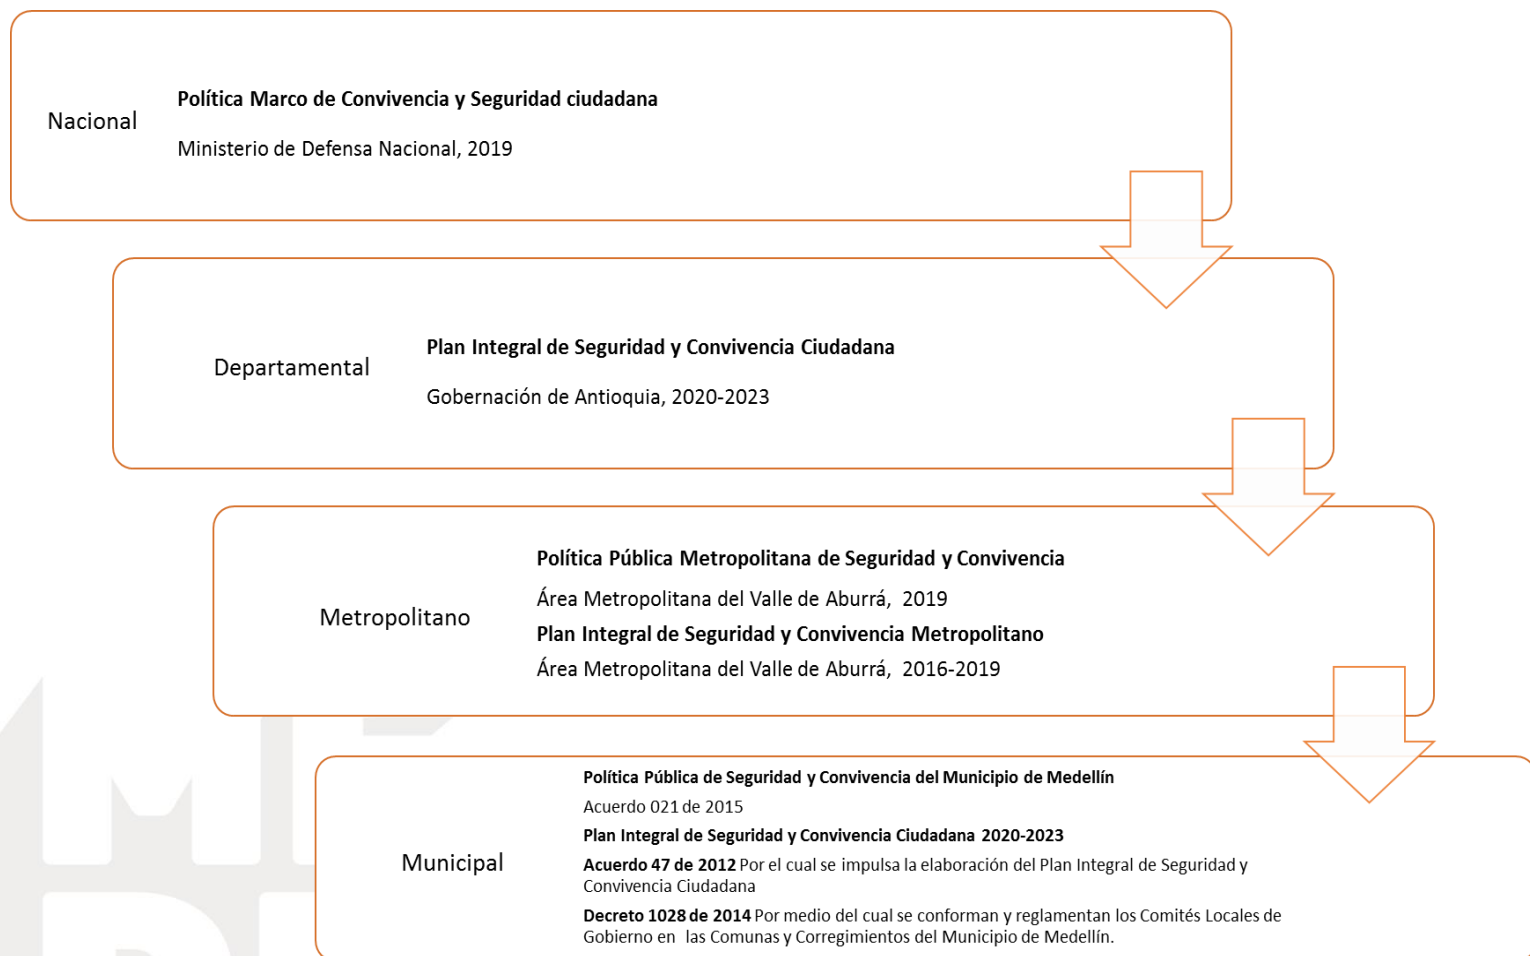 Nacional
Política Marco de Convivencia y Seguridad ciudadana
Ministerio de Defensa Nacional, 2019
Departamental
Plan Integral de Seguridad y Convivencia Ciudadana
Gobernación de Antioquia, 2020-2023
Metropolitano
Política Pública Metropolitana de Seguridad y Convivencia
Área Metropolitana del Valle de Aburrá, 2019
Plan Integral de Seguridad y Convivencia Metropolitano
Área Metropolitana del Valle de Aburrá, 2016-2019
Municipal
Política Pública de Seguridad y Convivencia del Municipio de Medellín
Acuerdo 021 de 2015
Plan Integral de Seguridad y Convivencia Ciudadana 2020-2023
Acuerdo 47 de 2012 Por el cual se impulsa la elaboración del Plan Integral de Seguridad y
Convivencia Ciudadana
Decreto 1028 de 2014 Por medio del cual se conforman y reglamentan los Comités Locales de
Gobierno en las Comunas y Corregimientos del Municipio de Medellín.